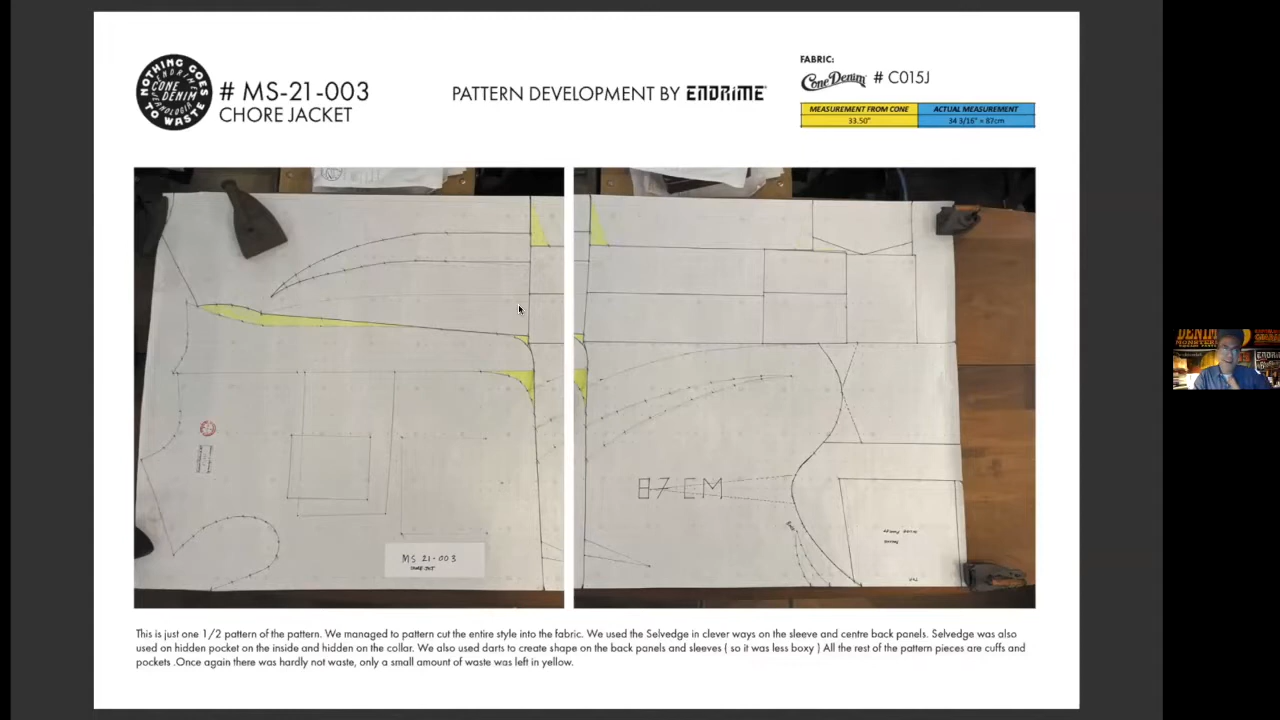 NOTHING GOES
ENDRIME
CONE DENIM
TO WASTE
# MS-21-003
CHORE JACKET
PATTERN DEVELOPMENT BY ENDRIME
FABRIC:
Cone Denim # C015J
MEASUREMENT FROM CONE
ACTUAL MEASUREMENT
33.50"
34 3/16" = 87cm
87 CM
MS 21-003
This is just one 1/2 pattern of the pattern. We managed to pattern cut the entire style into the fabric. We used the Selvedge in clever ways on the sleeve and centre back panels. Selvedge was also
used on hidden pocket on the inside and hidden on the collar. We also used darts to create shape on the back panels and sleeves ( so it was less boxy ) All the rest of the pattern pieces are cuffs and
pockets .Once again there was hardly not waste, only a small amount of waste was left in yellow.
DENIM
ENDRIME